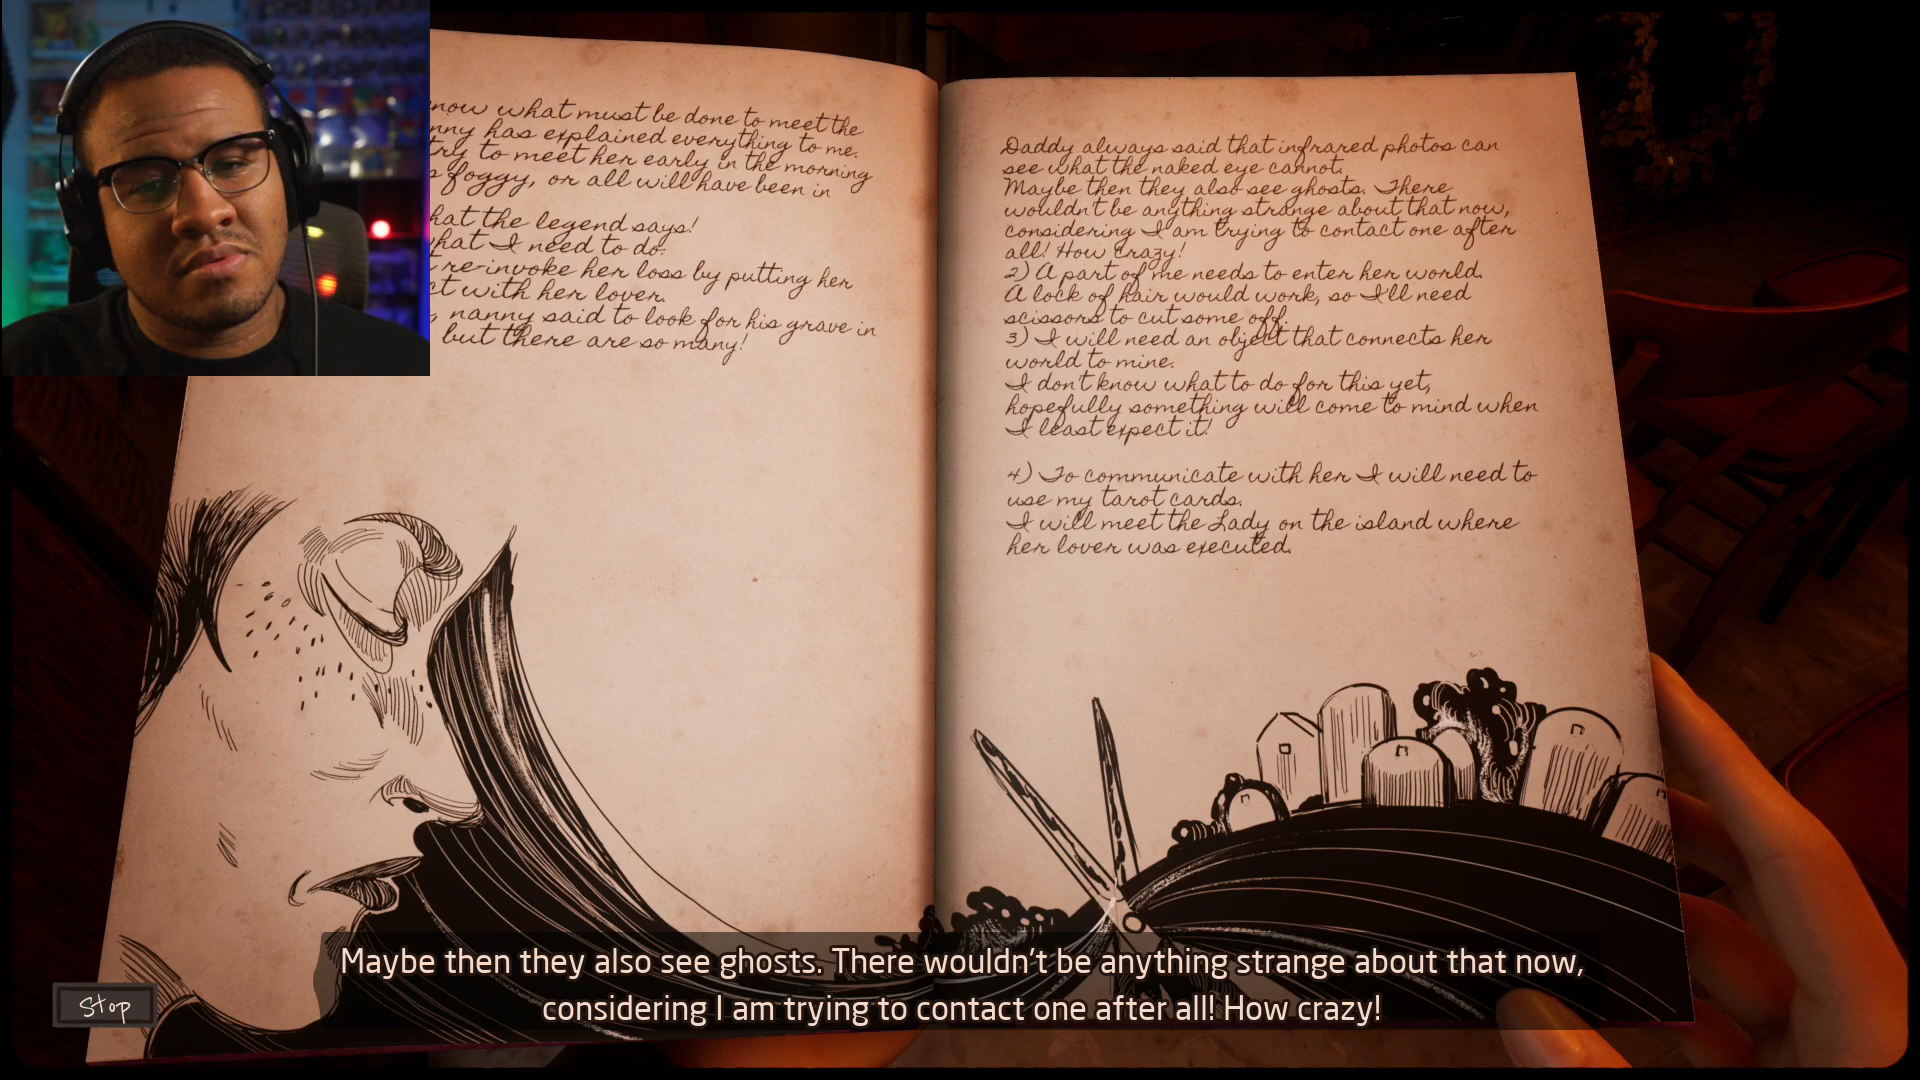 now what must be done to meet the
nny has explained everything to me.
try to meet her early in the morning
s foggy, or all will have been in
hat the legend says!
what I need to do:
t re-invoke her loss by putting her
ct with her lover.
, nanny said to look for his grave in
but there are so many!
Daddy always said that infrared photos can
see what the naked eye cannot.
Maybe then they also see ghosts. There
wouldn't be anything strange about that now,
considering I am trying to contact one after
all! How crazy!
2) A part of me needs to enter her world.
A lock of hair would work, so I'll need
scissors to cut some off.
3) I will need an object that connects her
world to mine.
I don't know what to do for this yet,
hopefully something will come to mind when
I least expect it!
4) To communicate with her I will need to
use my tarot cards.
I will meet the Lady on the island where
her lover was executed.
Maybe then they also see ghosts. There wouldn't be anything strange about that now,
considering I am trying to contact one after all! How crazy!
Stop